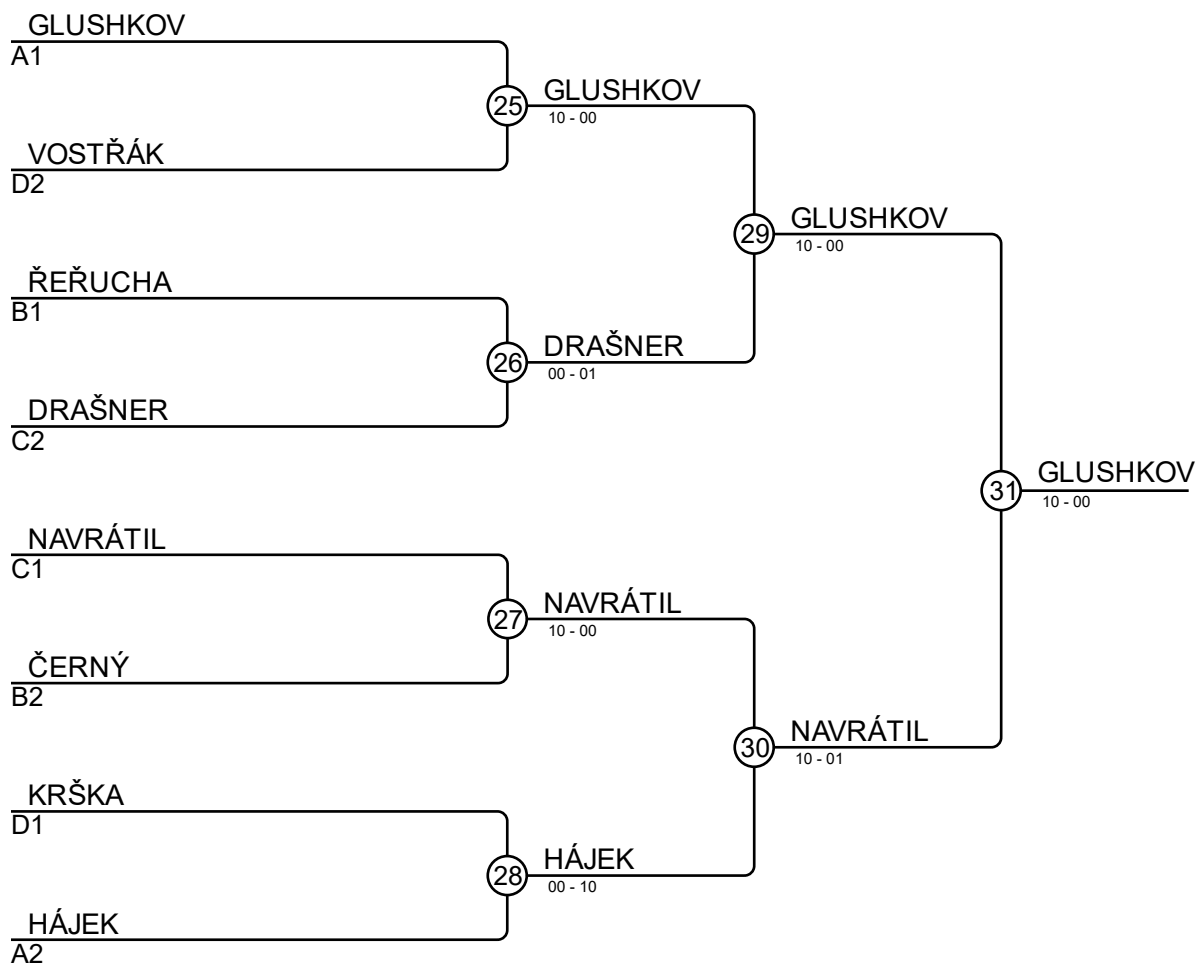 GLUSHKOV
A1
25
GLUSHKOV
10 - 00
VOSTŘÁK
D2
29
GLUSHKOV
10 - 00
ŘEŘUCHA
B1
26
DRAŠNER
00 - 01
DRAŠNER
C2
31
GLUSHKOV
10 - 00
NAVRÁTIL
C1
27
NAVRÁTIL
10 - 00
ČERNÝ
B2
30
NAVRÁTIL
10 - 01
KRŠKA
D1
28
HÁJEK
00 - 10
HÁJEK
A2